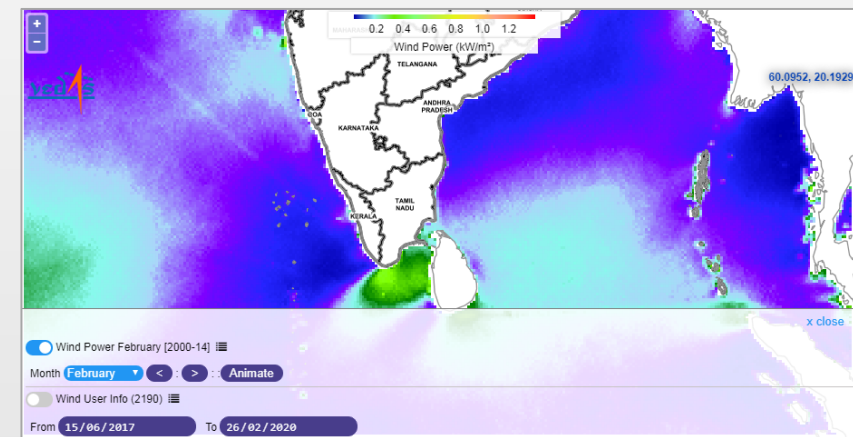 +
−
0.2 0.4 0.6 0.8 1.0 1.2
Wind Power (kW/m²)
TELANGANA
60.0952, 20.1929
VEDAS
ANDHRA
PRADESH
GOA
KARNATAKA
TAMIL
NADU
KERALA
x close
Wind Power February [2000-14]
Month February < : > : : Animate
Wind User Info (2190)
From 15/06/2017 To 26/02/2020